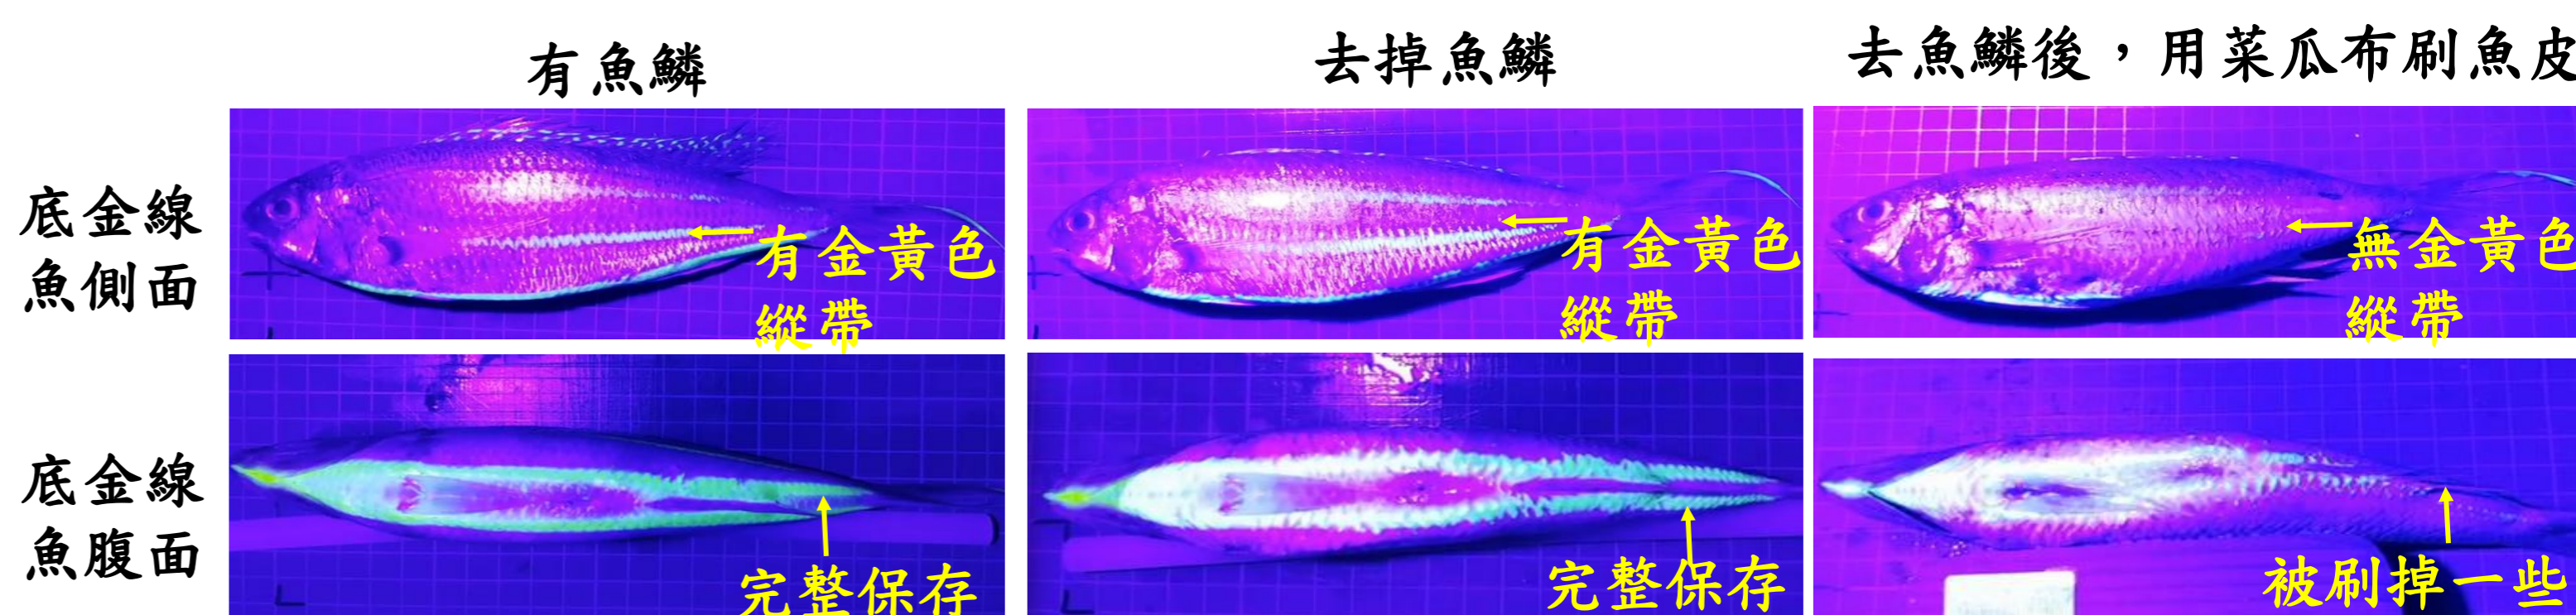 有魚鱗
去掉魚鱗
去魚鱗後，用菜瓜布刷魚皮
底金線
魚側面
有金黃色
縱帶
有金黃色
縱帶
無金黃色
縱帶
底金線
魚腹面
完整保存
完整保存
被刷掉一些